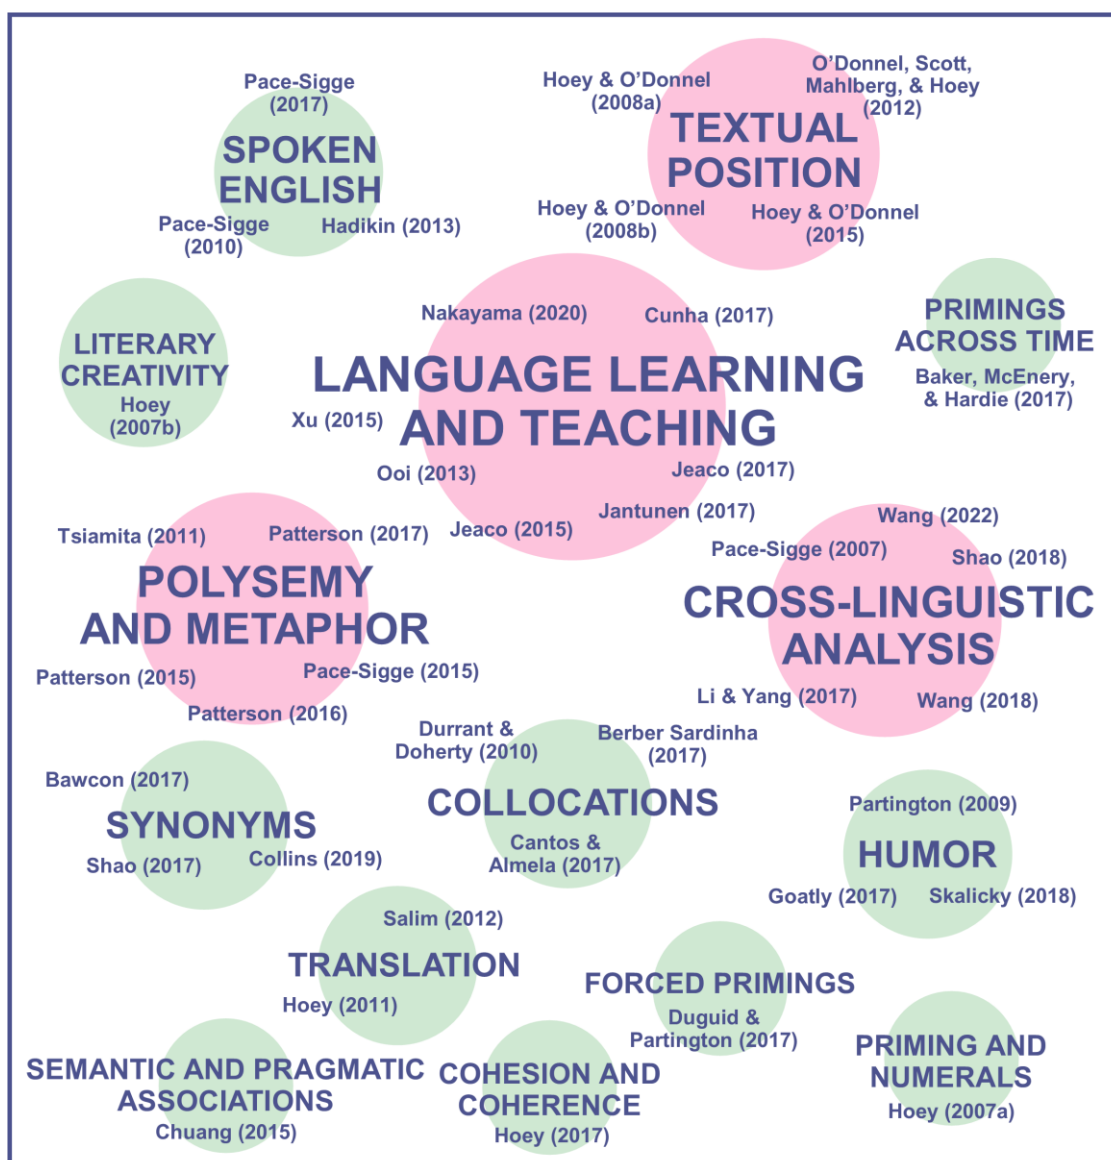 Pace-Sigge
(2017)
SPOKEN
ENGLISH
Pace-Sigge
(2010)
Hadikin (2013)
Hoey & O’Donnel
(2008a)
O’Donnel, Scott,
Mahlberg, & Hoey
(2012)
TEXTUAL
POSITION
Hoey & O’Donnel
(2008b)
Hoey & O’Donnel
(2015)
LITERARY
CREATIVITY
Hoey
(2007b)
Nakayama (2020)
Cunha (2017)
LANGUAGE LEARNING
AND TEACHING
Xu (2015)
Ooi (2013)
Jeaco (2017)
Jeaco (2015)
Jantunen (2017)
PRIMINGS
ACROSS TIME
Baker, McEnery,
& Hardie (2017)
Tsiamita (2011)
Patterson (2017)
POLYSEMY
AND METAPHOR
Patterson (2015)
Pace-Sigge (2015)
Patterson (2016)
Wang (2022)
Pace-Sigge (2007)
Shao (2018)
CROSS-LINGUISTIC
ANALYSIS
Li & Yang (2017)
Wang (2018)
Bawcon (2017)
SYNONYMS
Shao (2017)
Collins (2019)
Durrant &
Doherty (2010)
Berber Sardinha
(2017)
COLLOCATIONS
Cantos &
Almela (2017)
Partington (2009)
HUMOR
Goatly (2017)
Skalicky (2018)
Salim (2012)
TRANSLATION
Hoey (2011)
FORCED PRIMINGS
Duguid &
Partington (2017)
SEMANTIC AND PRAGMATIC
ASSOCIATIONS
Chuang (2015)
COHESION AND
COHERENCE
Hoey (2017)
PRIMING AND
NUMERALS
Hoey (2007a)